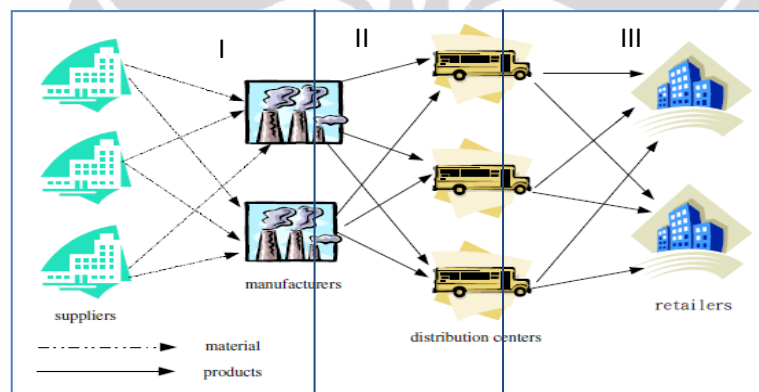 I
II
III
manufacturers
suppliers
retailers
distribution centers
material
products